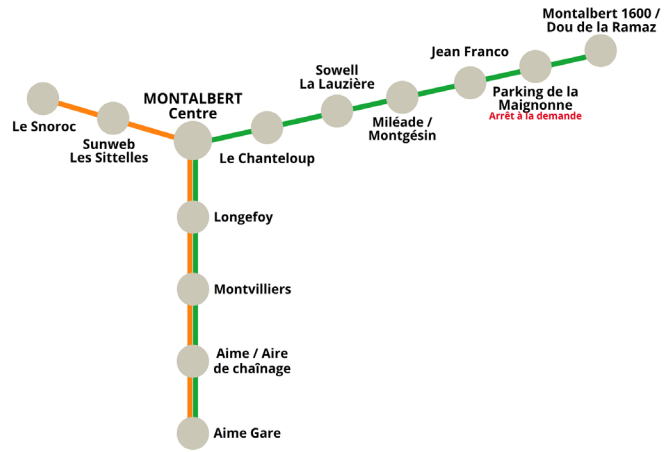 Montalbert 1600 /
Dou de la Ramaz
Jean Franco
Sowell
La Lauzière
Parking de la
Maignonne
Arrêt à la demande
MONTALBERT
Centre
Miléade /
Montgésin
Le Snoroc
Sunweb
Les Sittelles
Le Chanteloup
Longefoy
Montvilliers
Aime / Aire
de chaînage
Aime Gare